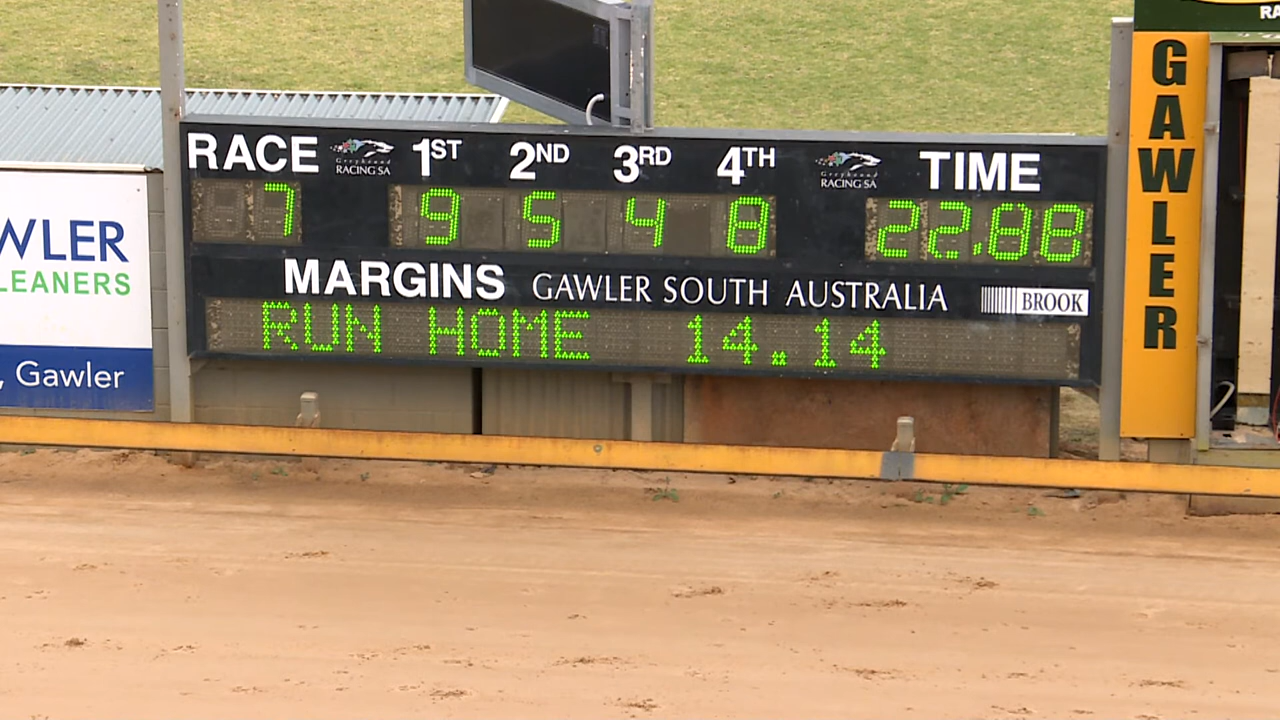 RACE Greyhound RACING SA 1ST 2ND 3RD 4TH Greyhound RACING SA TIME
7 9 5 4 8 22.88
MARGINS GAWLER SOUTH AUSTRALIA BROOK
RUN HOME 14.14
WLER
LEANERS
, Gawler
GAWLER
RA